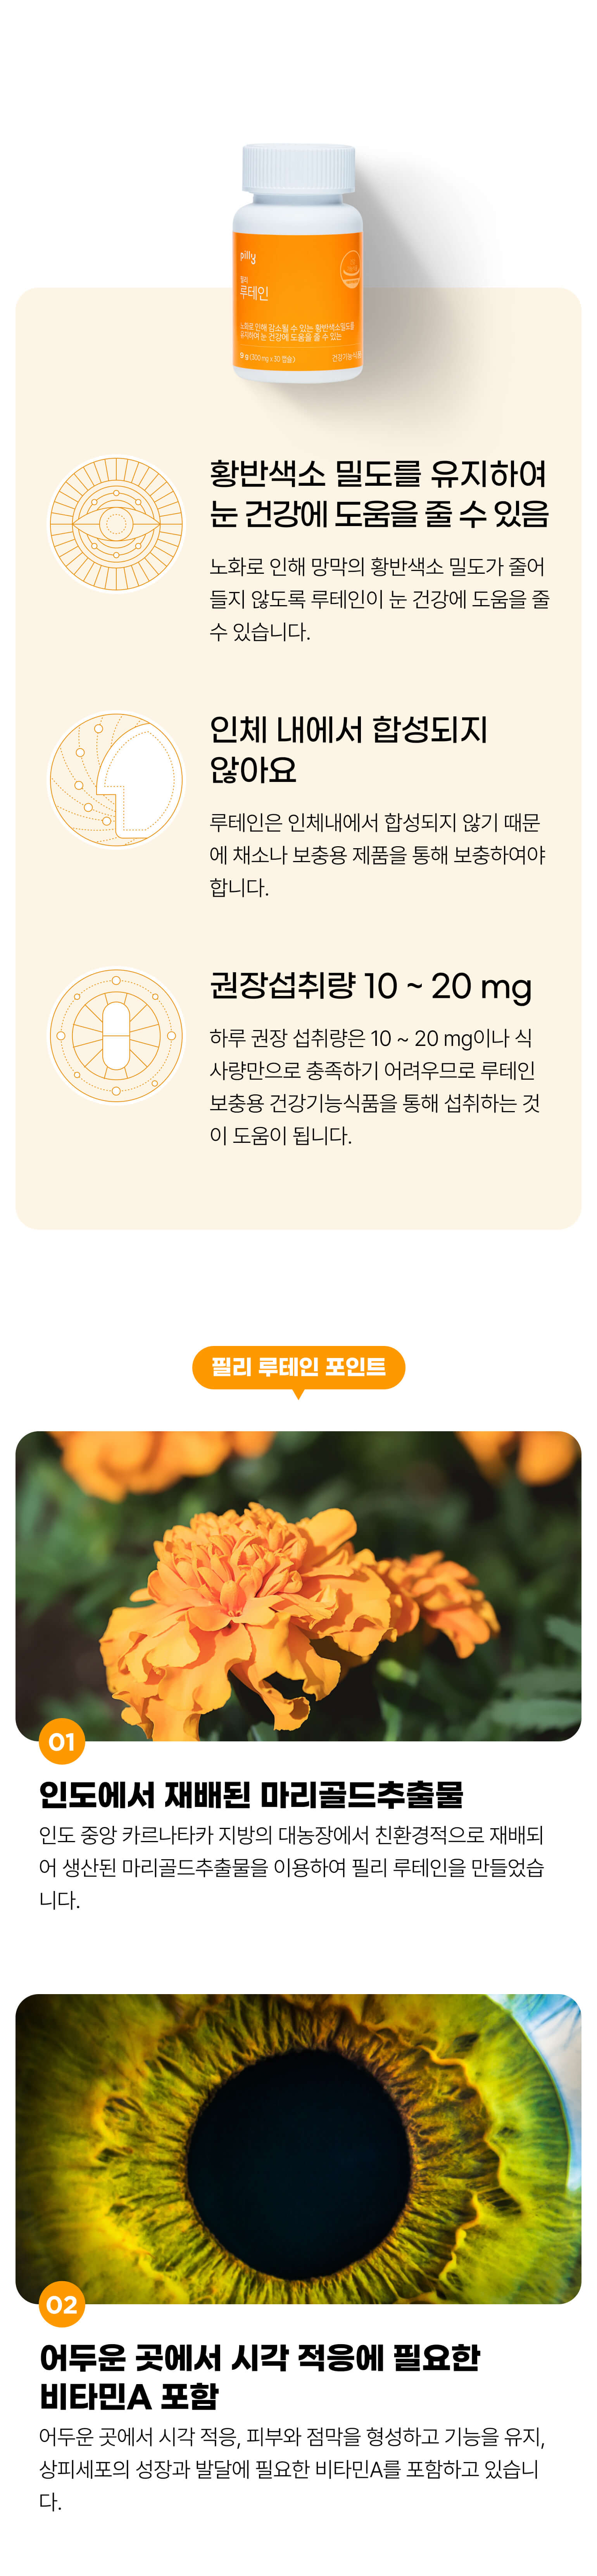 pilly
필리
루테인
노화로 인해 감소될 수 있는 황반색소밀도를
유지하여 눈 건강에 도움을 줄 수 있는
9 g (300 mg x 30 캡슐)
건강기능식품
황반색소 밀도를 유지하여
눈 건강에 도움을 줄 수 있음
노화로 인해 망막의 황반색소 밀도가 줄어
들지 않도록 루테인이 눈 건강에 도움을 줄
수 있습니다.
인체 내에서 합성되지
않아요
루테인은 인체내에서 합성되지 않기 때문
에 채소나 보충용 제품을 통해 보충하여야
합니다.
권장섭취량 10 ~ 20 mg
하루 권장 섭취량은 10 ~ 20 mg이나 식
사량만으로 충족하기 어려우므로 루테인
보충용 건강기능식품을 통해 섭취하는 것
이 도움이 됩니다.
필리 루테인 포인트
01
인도에서 재배된 마리골드추출물
인도 중앙 카르나타카 지방의 대농장에서 친환경적으로 재배되
어 생산된 마리골드추출물을 이용하여 필리 루테인을 만들었습
니다.
02
어두운 곳에서 시각 적응에 필요한
비타민A 포함
어두운 곳에서 시각 적응, 피부와 점막을 형성하고 기능을 유지,
상피세포의 성장과 발달에 필요한 비타민A를 포함하고 있습니
다.